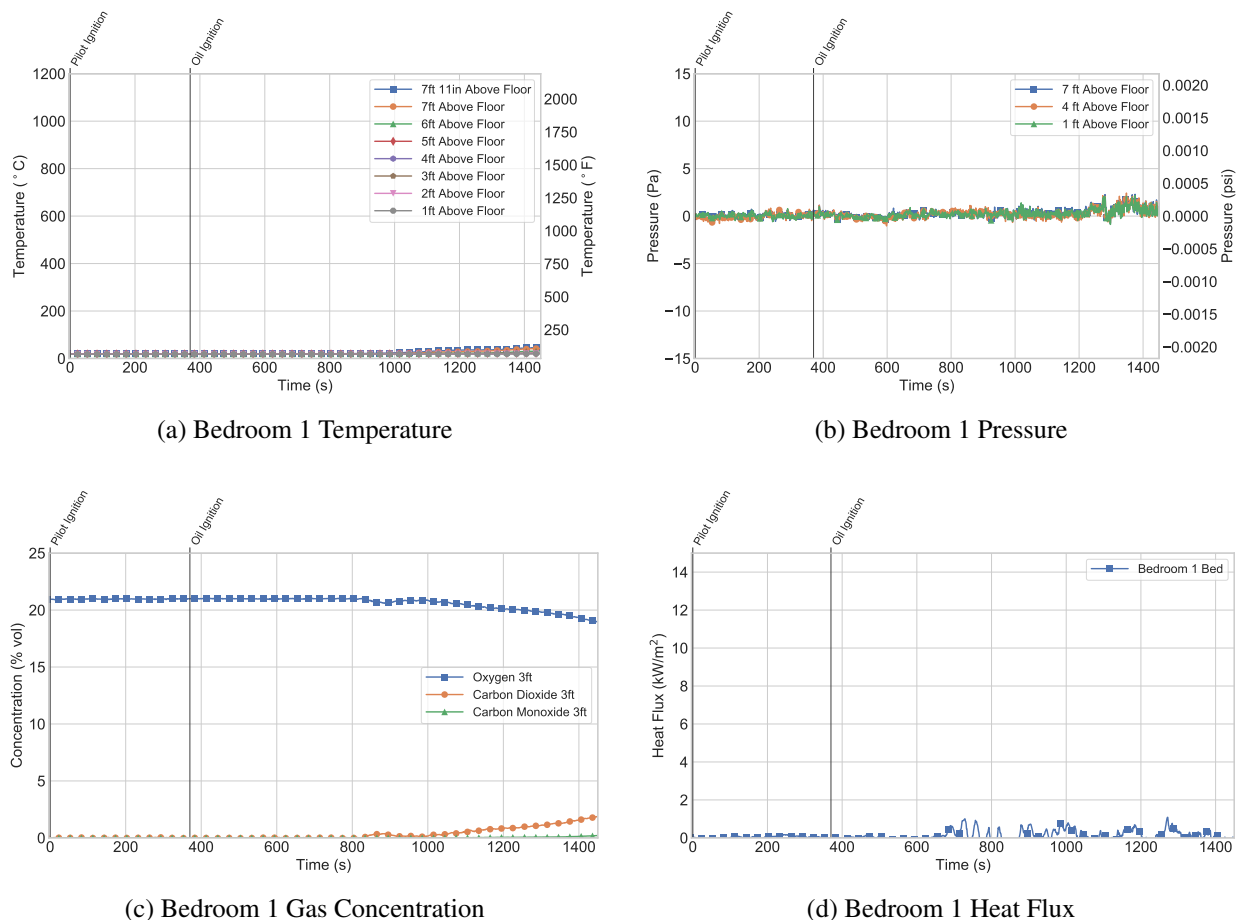 Pilot Ignition
Oil Ignition
1200
1000
800
600
400
200
0
Temperature (°C)
7ft 11in Above Floor
7ft Above Floor
6ft Above Floor
5ft Above Floor
4ft Above Floor
3ft Above Floor
2ft Above Floor
1ft Above Floor
2000
1750
1500
1250
1000
750
500
250
Temperature (°F)
0 200 400 600 800 1000 1200 1400
Time (s)
(a) Bedroom 1 Temperature
Pilot Ignition
Oil Ignition
15
10
5
0
−5
−10
−15
Pressure (Pa)
7 ft Above Floor
4 ft Above Floor
1 ft Above Floor
0.0020
0.0015
0.0010
0.0005
0.0000
−0.0005
−0.0010
−0.0015
−0.0020
Pressure (psi)
0 200 400 600 800 1000 1200 1400
Time (s)
(b) Bedroom 1 Pressure
Pilot Ignition
Oil Ignition
25
20
15
10
5
0
Concentration (% vol)
Oxygen 3ft
Carbon Dioxide 3ft
Carbon Monoxide 3ft
0 200 400 600 800 1000 1200 1400
Time (s)
(c) Bedroom 1 Gas Concentration
Pilot Ignition
Oil Ignition
14
12
10
8
6
4
2
0
Heat Flux (kW/m²)
Bedroom 1 Bed
0 200 400 600 800 1000 1200 1400
Time (s)
(d) Bedroom 1 Heat Flux